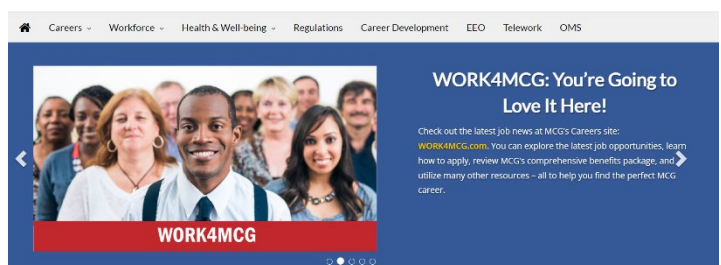 Careers Workforce Health & Well-being Regulations Career Development EEO Telework OMS
WORK4MCG: You're Going to
Love It Here!
Check out the latest job news at MCG's Careers site:
WORK4MCG.com. You can explore the latest job opportunities, learn
how to apply, review MCG's comprehensive benefits package, and
utilize many other resources – all to help you find the perfect MCG
career.
WORK4MCG